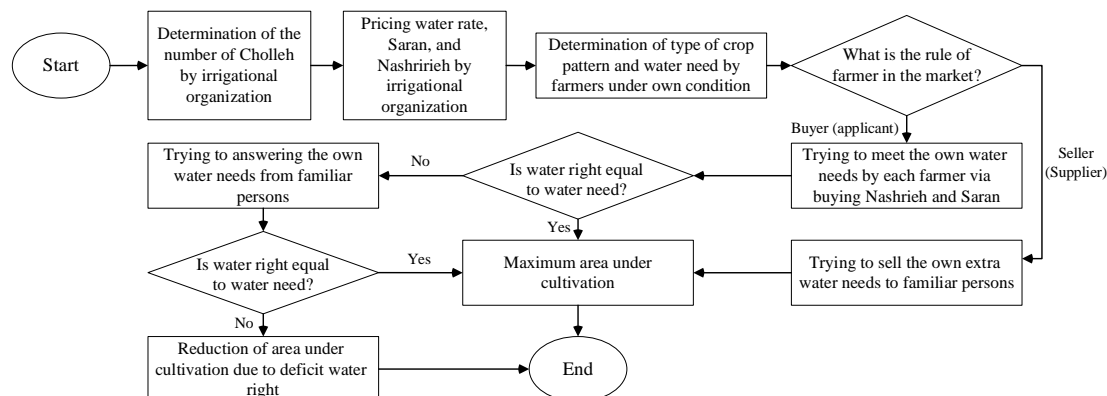 Start
Determination of
the number of Cholleh
by irrigational
organization
Pricing water rate,
Saran, and
Nashririeh by
irrigational
organization
Determination of type of crop
pattern and water need by
farmers under own condition
What is the rule of
farmer in the market?
Buyer (applicant)
Seller
(Supplier)
Trying to meet the own water
needs by each farmer via
buying Nashrieh and Saran
Is water right equal
to water need?
No
Trying to answering the own
water needs from familiar
persons
Yes
Is water right equal
to water need?
Yes
Maximum area under
cultivation
Trying to sell the own extra
water needs to familiar persons
No
Reduction of area under
cultivation due to deficit water
right
End